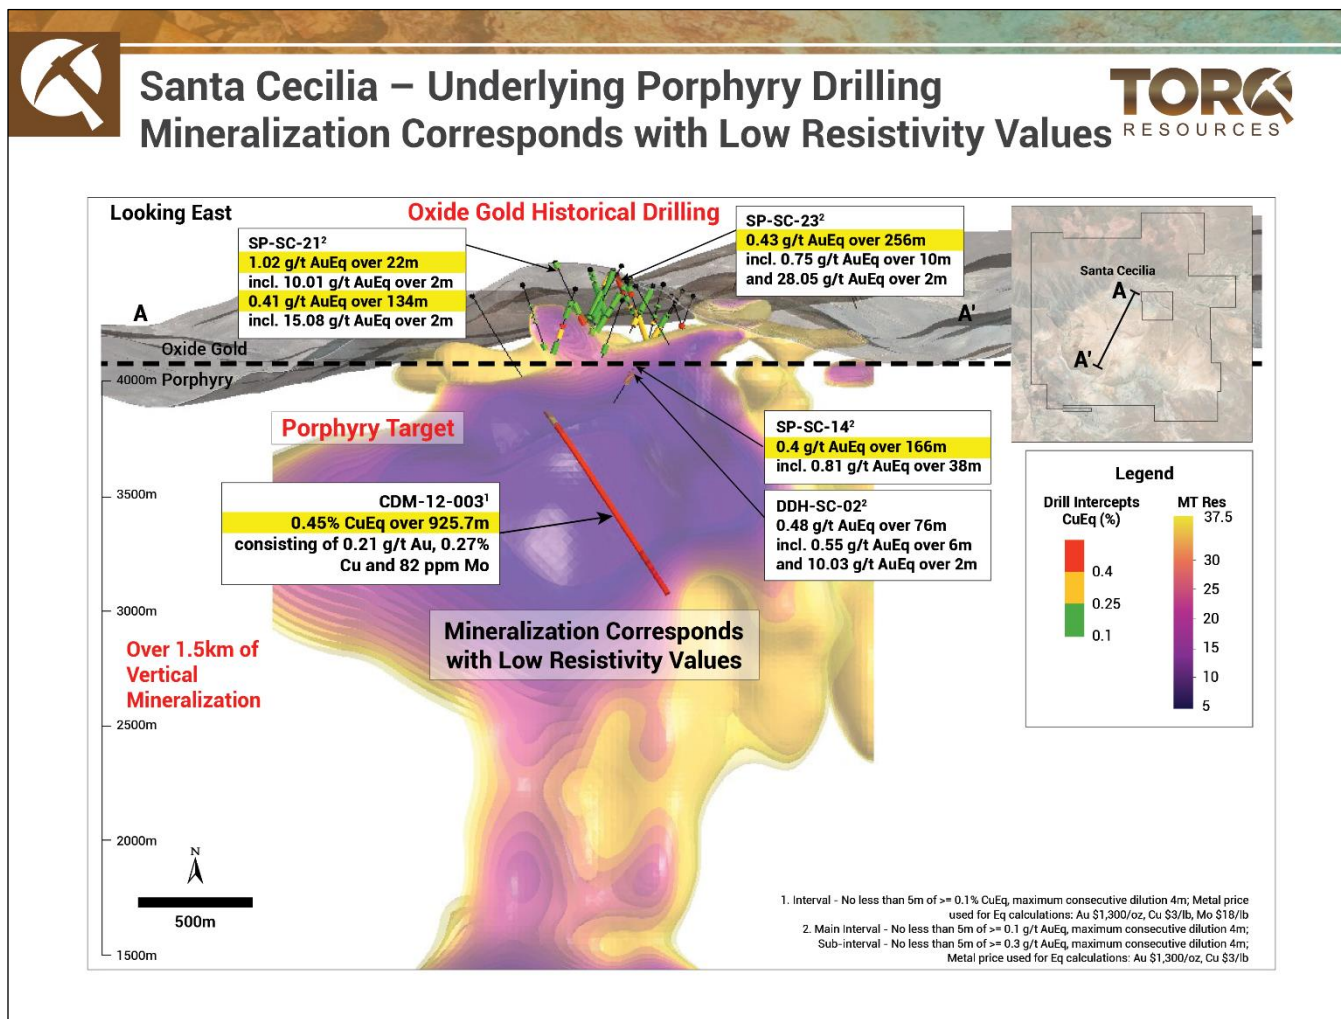 Santa Cecilia – Underlying Porphyry Drilling
Mineralization Corresponds with Low Resistivity Values
TORQ
RESOURCES
Looking East
Oxide Gold Historical Drilling
SP-SC-21²
1.02 g/t AuEq over 22m
incl. 10.01 g/t AuEq over 2m
0.41 g/t AuEq over 134m
incl. 15.08 g/t AuEq over 2m
SP-SC-23²
0.43 g/t AuEq over 256m
incl. 0.75 g/t AuEq over 10m
and 28.05 g/t AuEq over 2m
A
A'
Oxide Gold
Porphyry
4000m
3500m
3000m
2500m
2000m
1500m
Porphyry Target
CDM-12-003¹
0.45% CuEq over 925.7m
consisting of 0.21 g/t Au, 0.27%
Cu and 82 ppm Mo
SP-SC-14²
0.4 g/t AuEq over 166m
incl. 0.81 g/t AuEq over 38m
DDH-SC-02²
0.48 g/t AuEq over 76m
incl. 0.55 g/t AuEq over 6m
and 10.03 g/t AuEq over 2m
Mineralization Corresponds
with Low Resistivity Values
Over 1.5km of
Vertical
Mineralization
N
500m
Santa Cecilia
A
A'
Legend
Drill Intercepts
CuEq (%)
0.4
0.25
0.1
MT Res
37.5
30
25
20
15
10
5
1. Interval - No less than 5m of >= 0.1% CuEq, maximum consecutive dilution 4m; Metal price
used for Eq calculations: Au $1,300/oz, Cu $3/lb, Mo $18/lb
2. Main Interval - No less than 5m of >= 0.1 g/t AuEq, maximum consecutive dilution 4m;
Sub-interval - No less than 5m of >= 0.3 g/t AuEq, maximum consecutive dilution 4m;
Metal price used for Eq calculations: Au $1,300/oz, Cu $3/lb